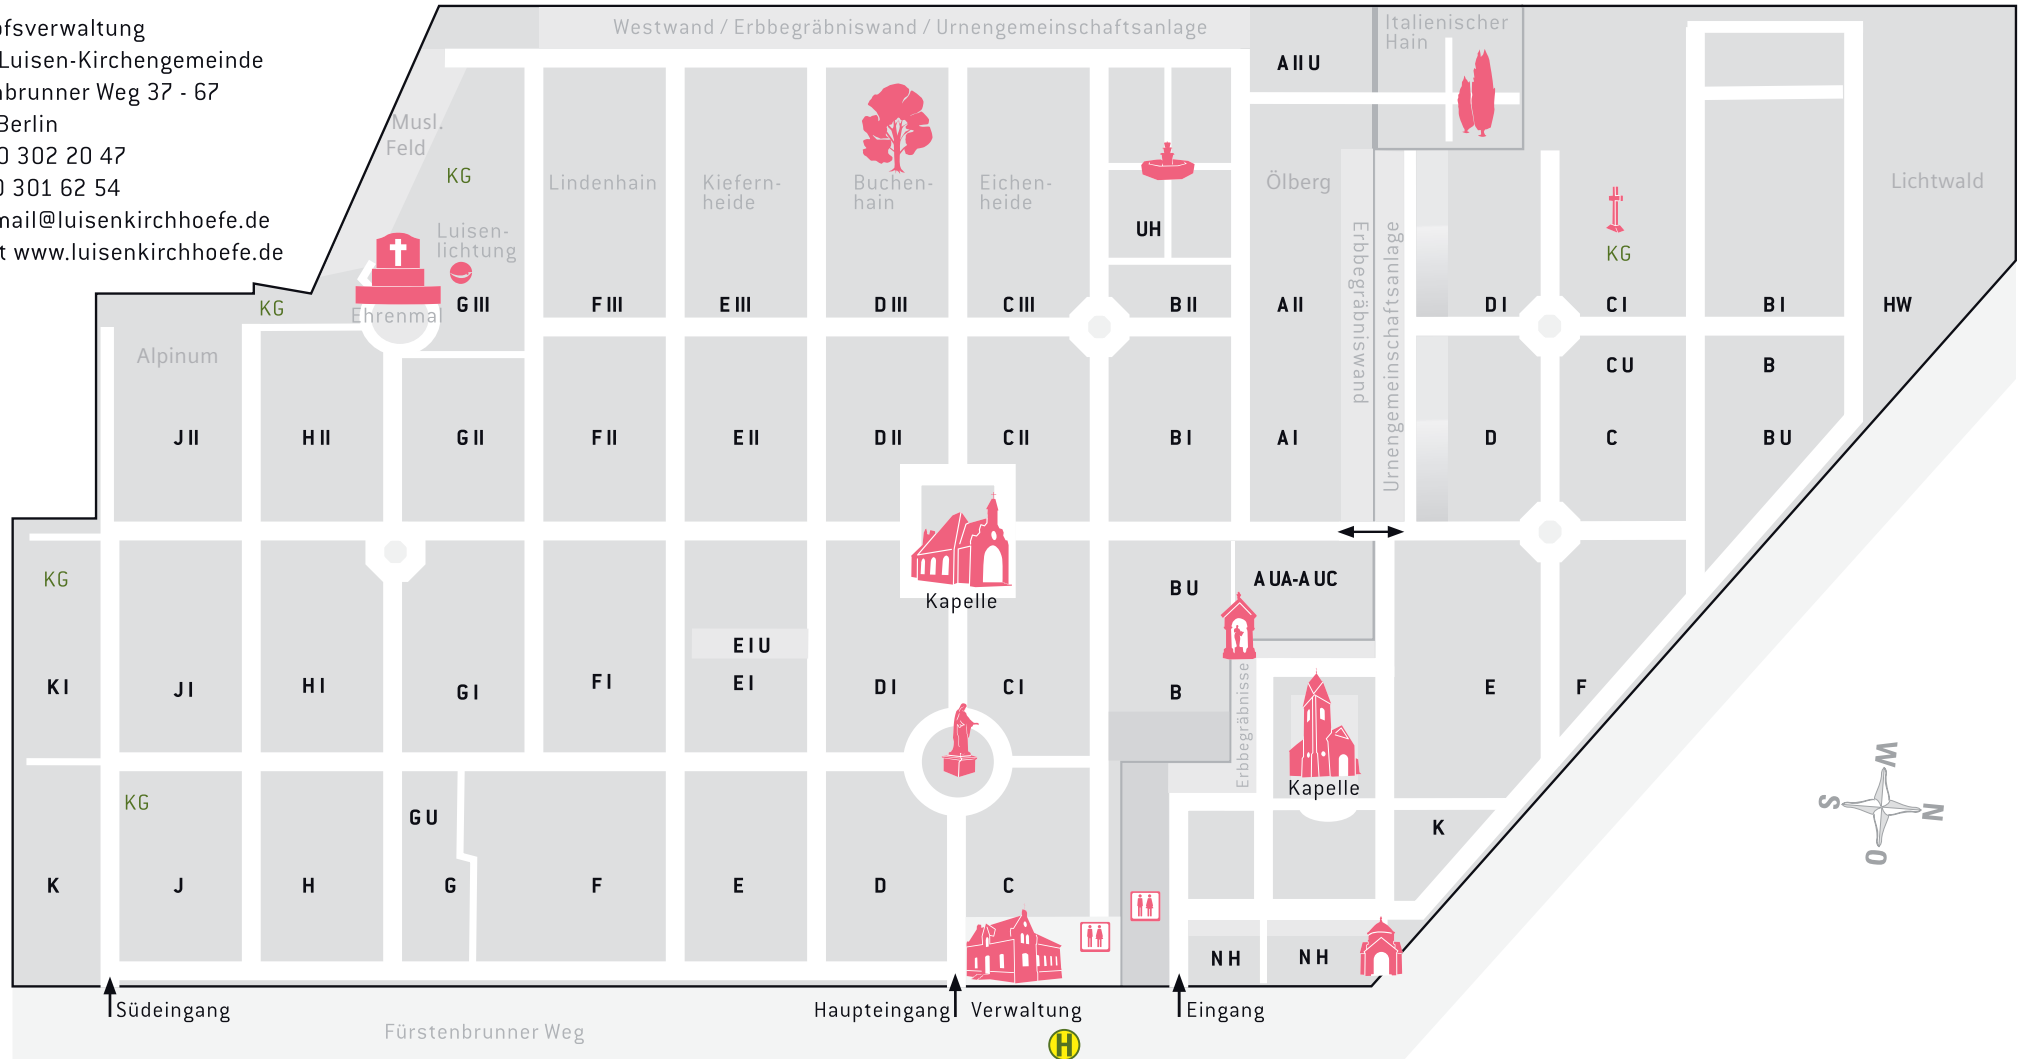 ofsverwaltung
Luisen-Kirchengemeinde
nbrunner Weg 37 - 67
Berlin
0 302 20 47
0 301 62 54
mail@luisenkirchhoefe.de
t www.luisenkirchhoefe.de
Westwand / Erbbegräbniswand / Urnengemeinschaftsanlage
Italienischer
Hain
A II U
Musl.
Feld
KG
Lindenhain
Kiefern-
heide
Buchen-
hain
Eichen-
heide
Ölberg
Lichtwald
Luisen-
lichtung
UH
Erbbegräbniswand
Urnengemeinschaftsanlage
KG
KG
Ehrenmal
G III
F III
E III
D III
C III
B II
A II
D I
C I
B I
HW
Alpinum
C U
B
J II
H II
G II
F II
E II
D II
C II
B I
A I
D
C
B U
KG
Kapelle
B U
A UA-A UC
E I U
K I
J I
H I
G I
F I
E I
D I
C I
B
Erbbegräbnisse
E
F
Kapelle
W
S
N
O
KG
G U
K
K
J
H
G
F
E
D
C
N H
N H
Südeingang
Haupteingang
Verwaltung
Eingang
Fürstenbrunner Weg
H